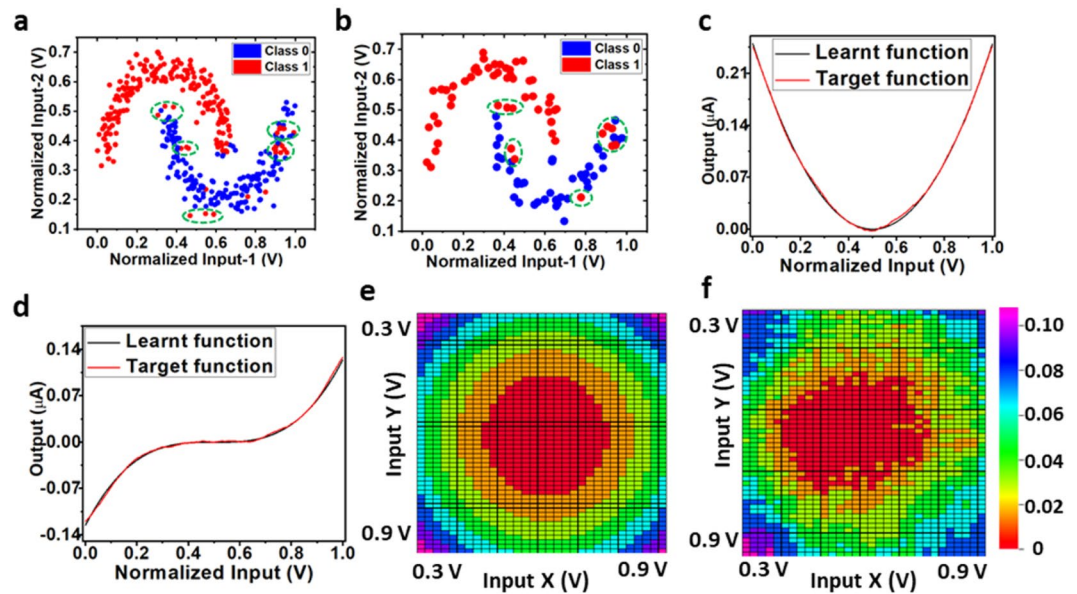 a
0.7
0.6
0.5
0.4
0.3
0.2
0.1
Normalized Input-2 (V)
Class 0
Class 1
0.0 0.2 0.4 0.6 0.8 1.0
Normalized Input-1 (V)
b
0.7
0.6
0.5
0.4
0.3
0.2
0.1
Normalized Input-2 (V)
Class 0
Class 1
0.0 0.2 0.4 0.6 0.8 1.0
Normalized Input-1 (V)
c
Learnt function
Target function
0.21
0.14
0.07
0.00
Output (μA)
0.0 0.2 0.4 0.6 0.8 1.0
Normalized Input (V)
d
Learnt function
Target function
0.14
0.07
0.00
-0.07
-0.14
Output (μA)
0.0 0.2 0.4 0.6 0.8 1.0
Normalized Input (V)
e
0.3 V
Input Y (V)
0.9 V
0.3 V 0.9 V
Input X (V)
f
0.3 V
Input Y (V)
0.9 V
0.3 V 0.9 V
Input X (V)
0.10
0.08
0.06
0.04
0.02
0